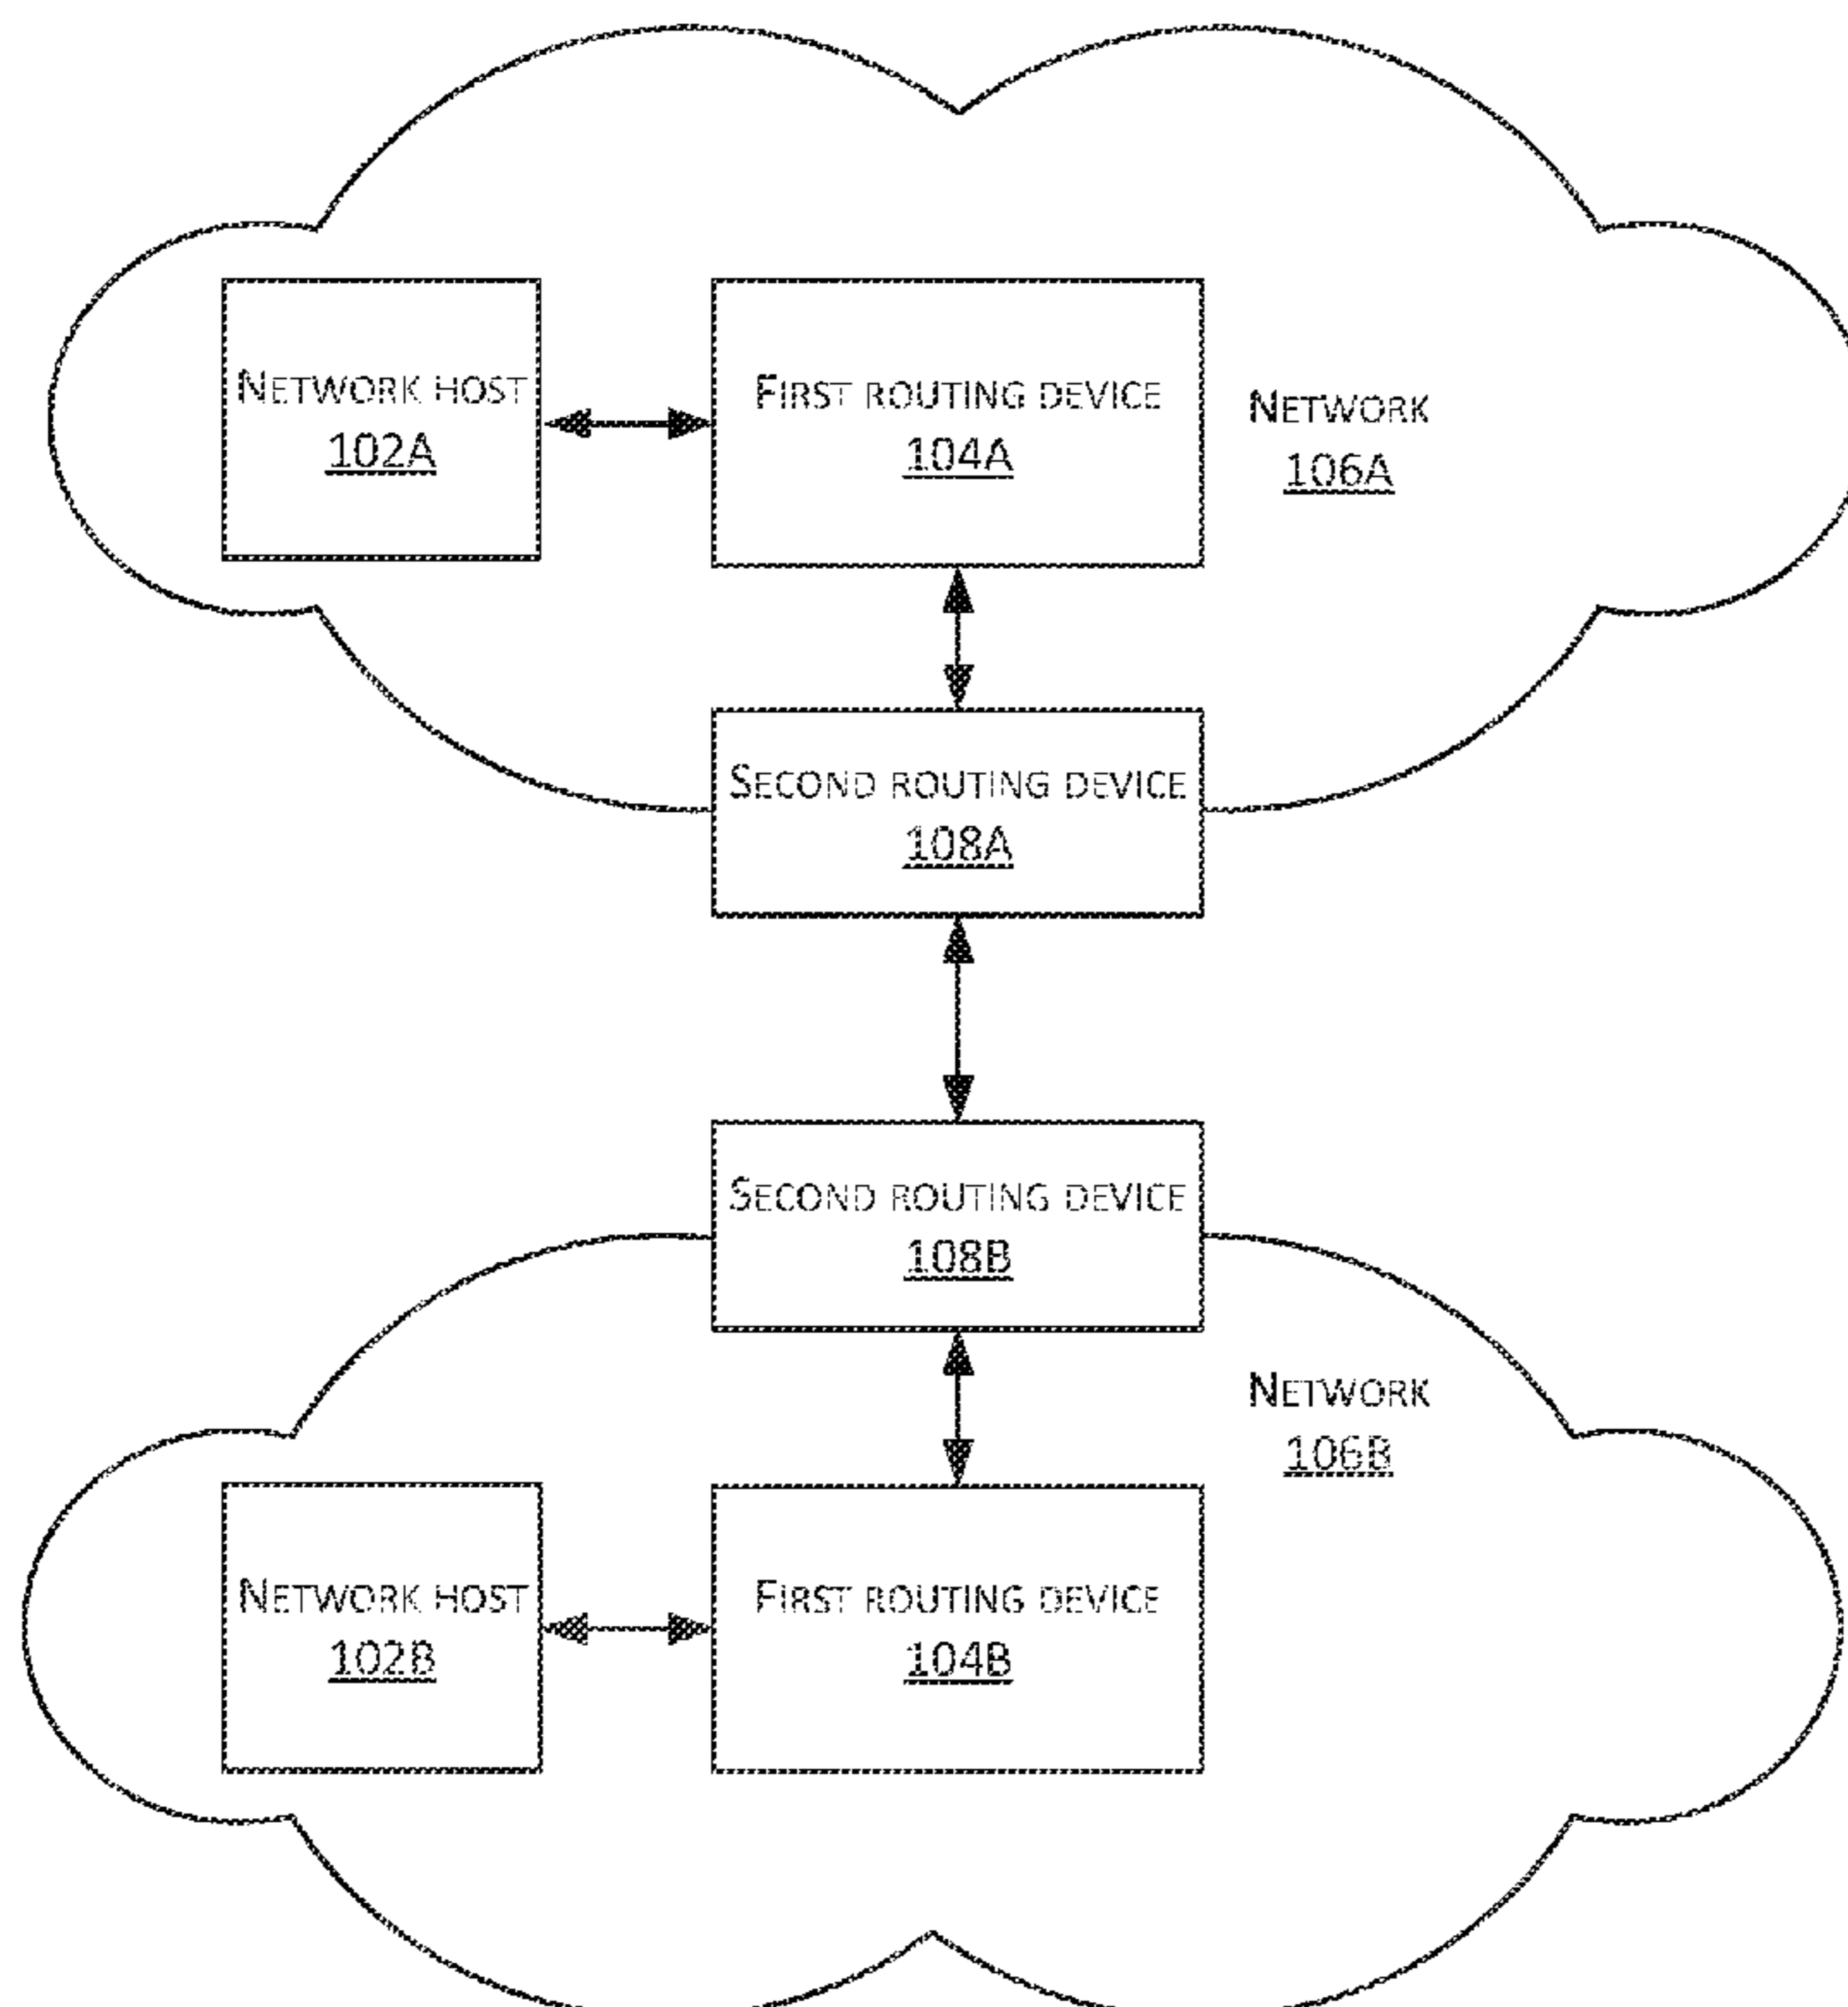 NETWORK HOST
102A
FIRST ROUTING DEVICE
104A
NETWORK
106A
SECOND ROUTING DEVICE
108A
SECOND ROUTING DEVICE
108B
NETWORK
106B
NETWORK HOST
102B
FIRST ROUTING DEVICE
104B